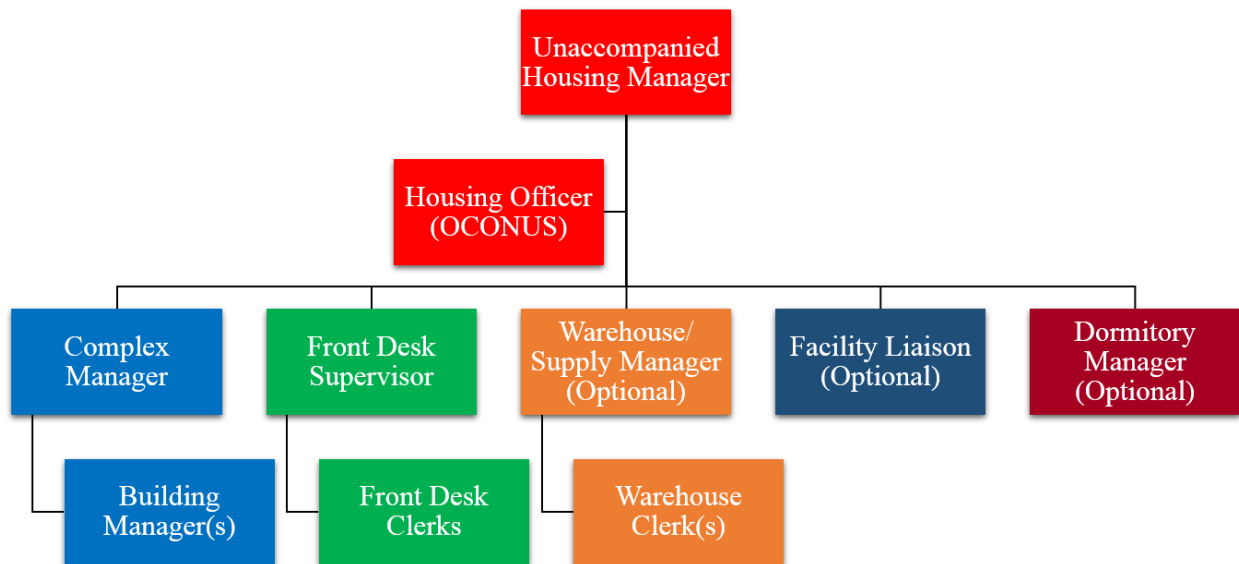 Unaccompanied
Housing Manager
Housing Officer
(OCONUS)
Complex
Manager
Front Desk
Supervisor
Warehouse/
Supply Manager
(Optional)
Facility Liaison
(Optional)
Dormitory
Manager
(Optional)
Building
Manager(s)
Front Desk
Clerks
Warehouse
Clerk(s)